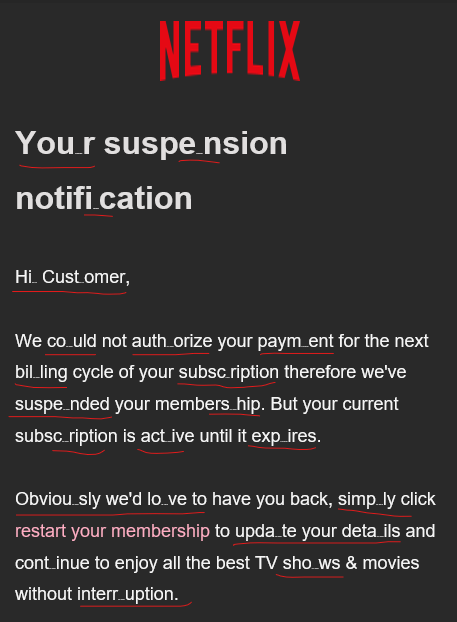 NETFLIX
You_r suspe_nsion
notifi_cation
Hi_ Cust_omer,
We co_uld not auth_orize your paym_ent for the next
bil_ling cycle of your subsc_ription therefore we've
suspe_nded your members_hip. But your current
subsc_ription is act_ive until it exp_ires.
Obviou_sly we'd lo_ve to have you back, simp_ly click
restart your membership to upda_te your deta_ils and
cont_inue to enjoy all the best TV sho_ws & movies
without interr_uption.